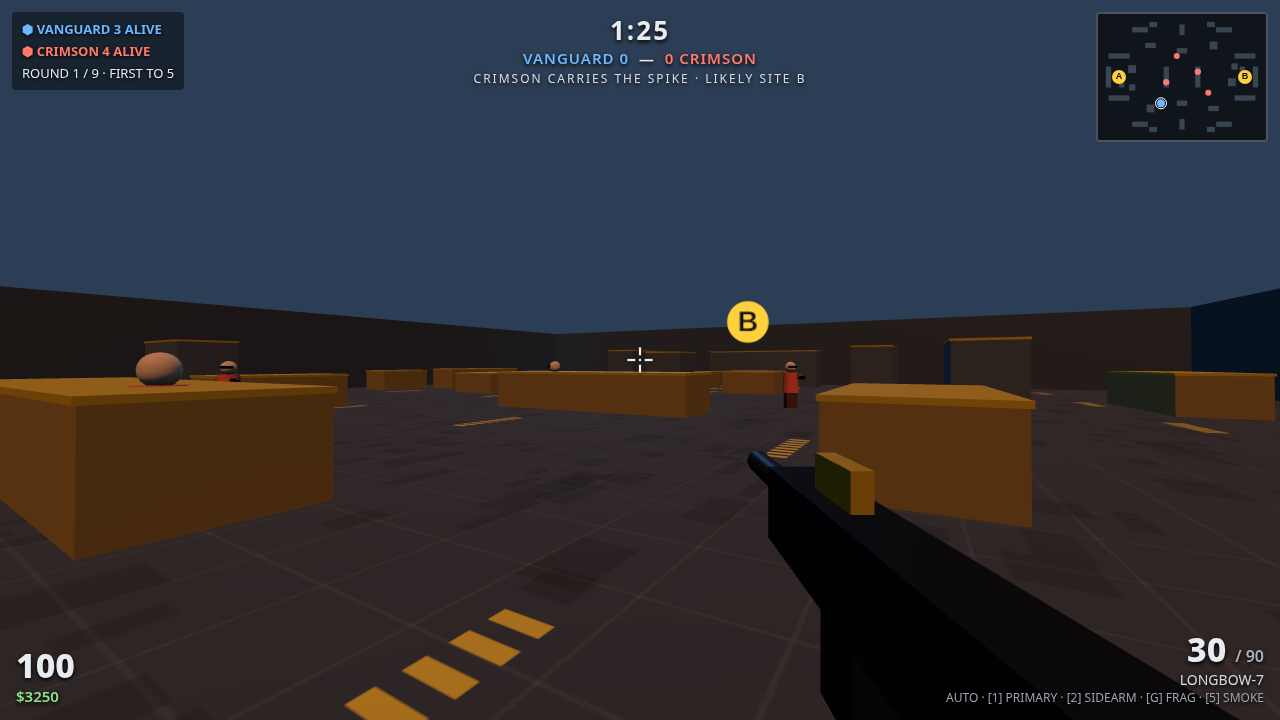 ⬢ VANGUARD 3 ALIVE
⬢ CRIMSON 4 ALIVE
ROUND 1 / 9 · FIRST TO 5
1:25
VANGUARD 0 — 0 CRIMSON
CRIMSON CARRIES THE SPIKE · LIKELY SITE B
A
B
B
100
$3250
30 / 90
LONGBOW-7
AUTO · [1] PRIMARY · [2] SIDEARM · [G] FRAG · [5] SMOKE